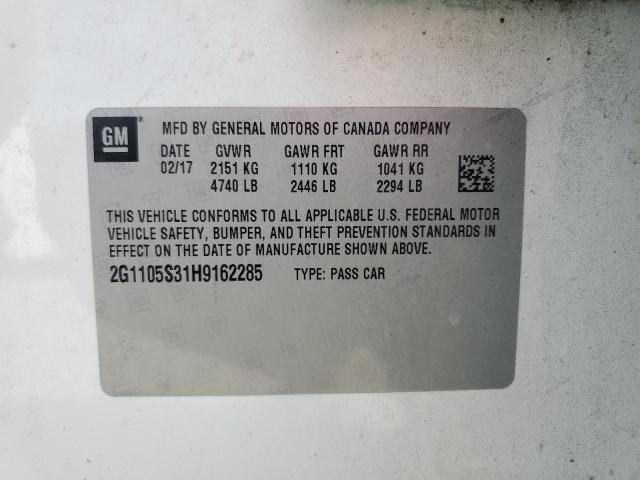 GM ® MFD BY GENERAL MOTORS OF CANADA COMPANY
DATE GVWR GAWR FRT GAWR RR
02/17 2151 KG 1110 KG 1041 KG
4740 LB 2446 LB 2294 LB
THIS VEHICLE CONFORMS TO ALL APPLICABLE U.S. FEDERAL MOTOR
VEHICLE SAFETY, BUMPER, AND THEFT PREVENTION STANDARDS IN
EFFECT ON THE DATE OF MANUFACTURE SHOWN ABOVE.
2G1105S31H9162285 TYPE: PASS CAR